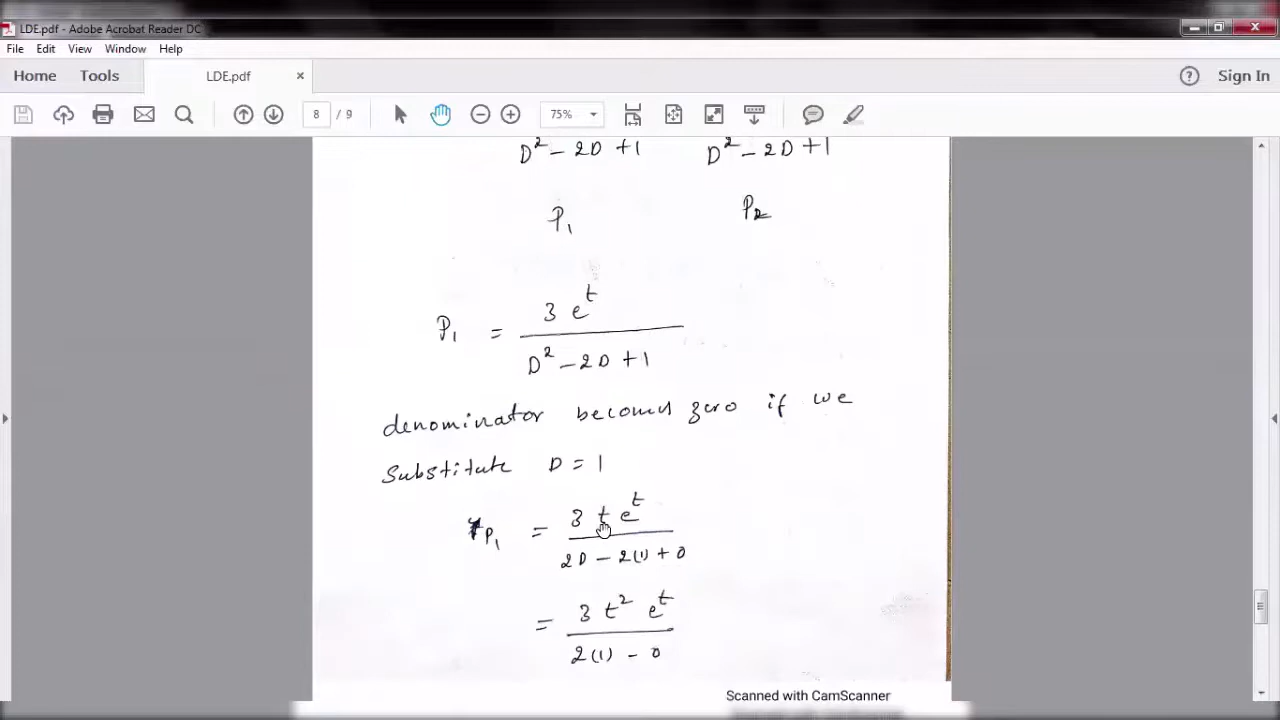 LDE.pdf - Adobe Acrobat Reader DC
File Edit View Window Help
Home Tools LDE.pdf × ? Sign In
8 / 9 75%
D² - 2D + 1 D² - 2D + 1
P₁ P₂
P₁ = 3 e^t / D² - 2D + 1
denominator becomes zero if we
substitute D = 1
P₁ = 3 t e^t / 2D - 2(1) + 0
= 3 t² e^t / 2(1) - 0
Scanned with CamScanner